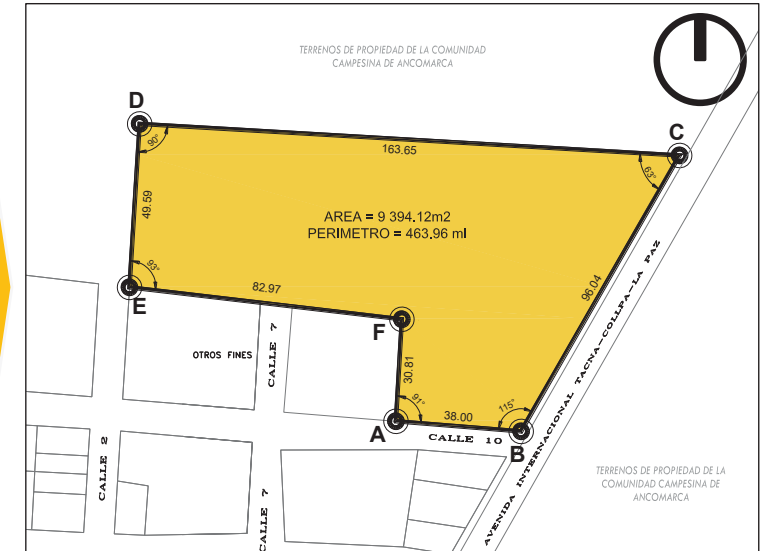 TERRENOS DE PROPIEDAD DE LA COMUNIDAD
CAMPESINA DE ANCOMARCA
D
C
90°
163.65
63°
49.59
AREA = 9 394.12m2
PERIMETRO = 463.96 ml
96.04
93°
E
82.97
F
OTROS FINES
CALLE 7
30.81
91°
38.00
115°
A
B
CALLE 10
AVENIDA INTERNACIONAL TACNA-COLLPA-LA PAZ
CALLE 2
CALLE 7
TERRENOS DE PROPIEDAD DE LA
COMUNIDAD CAMPESINA DE
ANCOMARCA